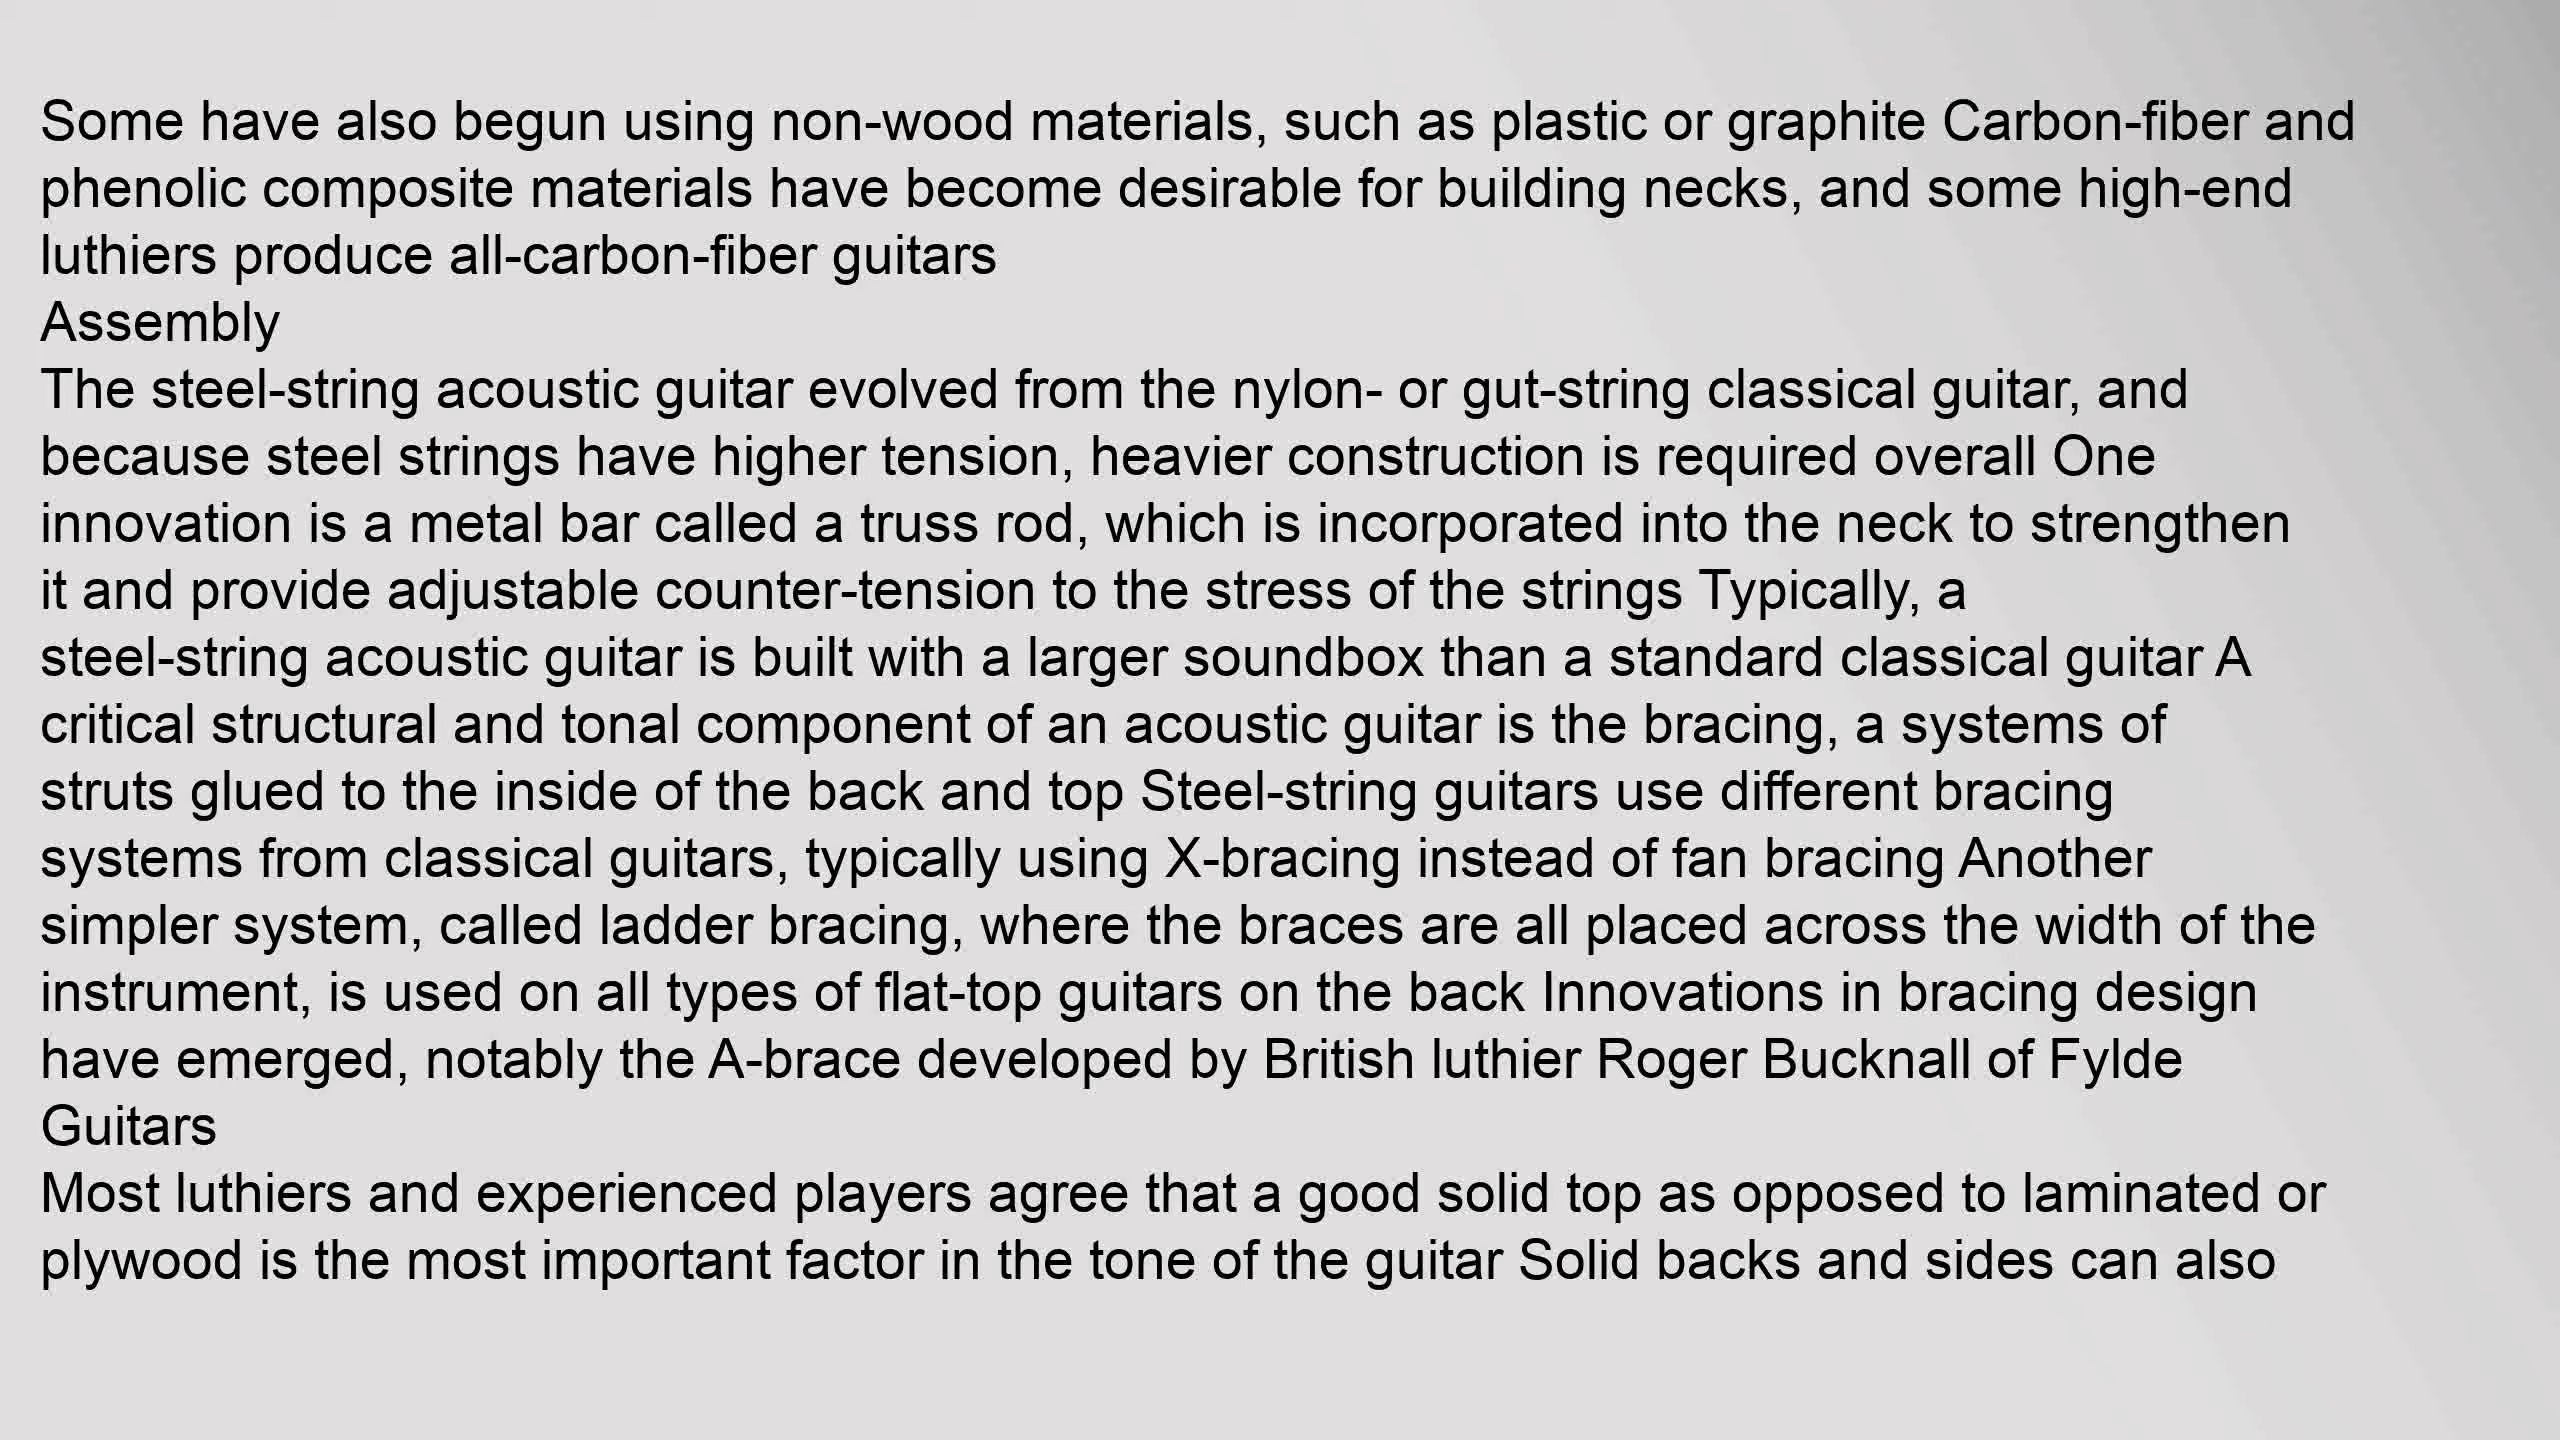 Some have also begun using non-wood materials, such as plastic or graphite Carbon-fiber and
phenolic composite materials have become desirable for building necks, and some high-end
luthiers produce all-carbon-fiber guitars
Assembly
The steel-string acoustic guitar evolved from the nylon- or gut-string classical guitar, and
because steel strings have higher tension, heavier construction is required overall One
innovation is a metal bar called a truss rod, which is incorporated into the neck to strengthen
it and provide adjustable counter-tension to the stress of the strings Typically, a
steel-string acoustic guitar is built with a larger soundbox than a standard classical guitar A
critical structural and tonal component of an acoustic guitar is the bracing, a systems of
struts glued to the inside of the back and top Steel-string guitars use different bracing
systems from classical guitars, typically using X-bracing instead of fan bracing Another
simpler system, called ladder bracing, where the braces are all placed across the width of the
instrument, is used on all types of flat-top guitars on the back Innovations in bracing design
have emerged, notably the A-brace developed by British luthier Roger Bucknall of Fylde
Guitars
Most luthiers and experienced players agree that a good solid top as opposed to laminated or
plywood is the most important factor in the tone of the guitar Solid backs and sides can also